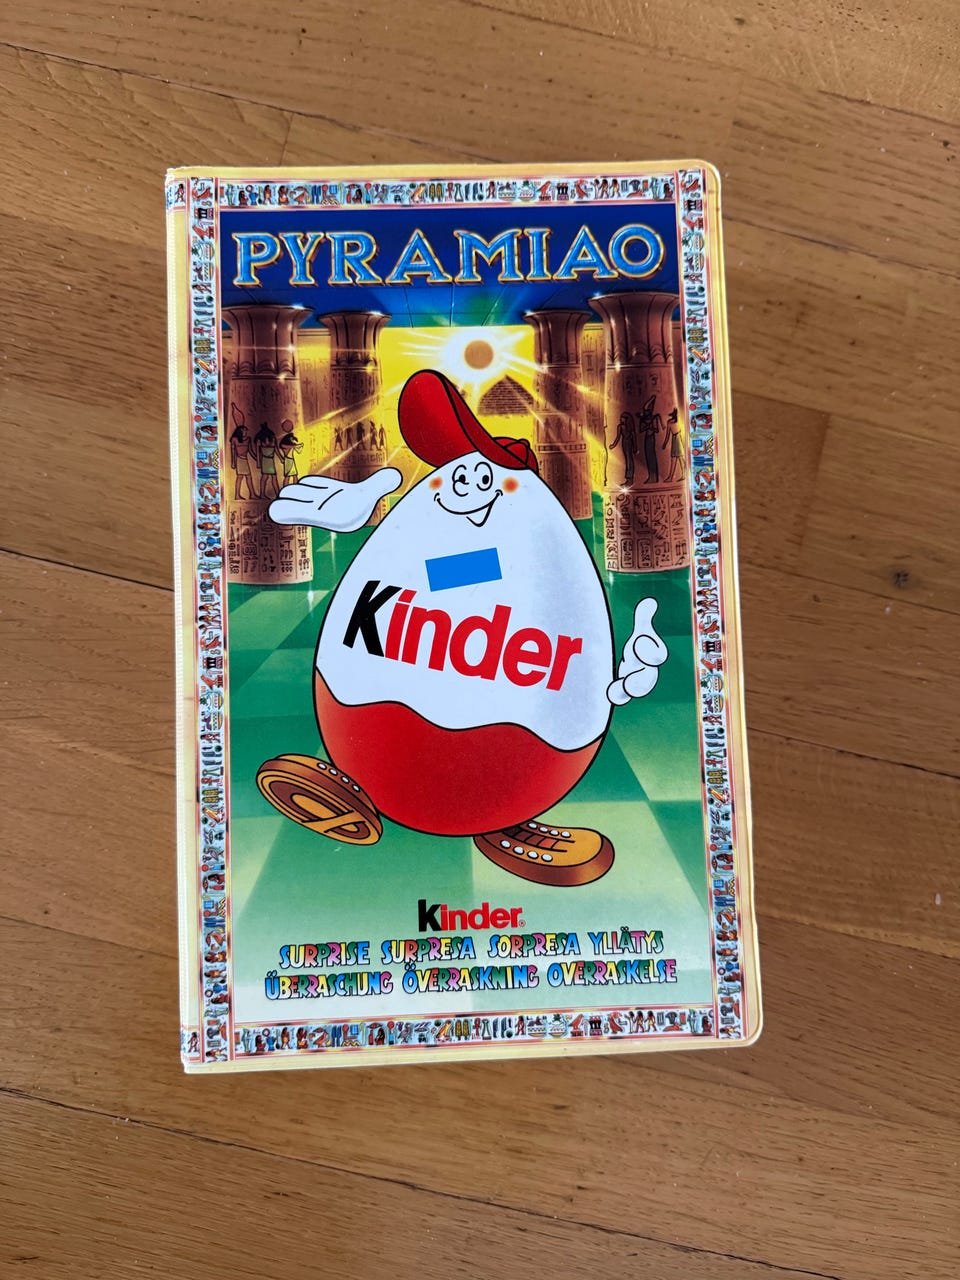 PYRAMIAO
Kinder
Kinder®
SURPRISE SURPRESA SORPRESA YLLÄTYS
ÜBERRASCHUNG ÖVERRASKNING OVERRASKELSE